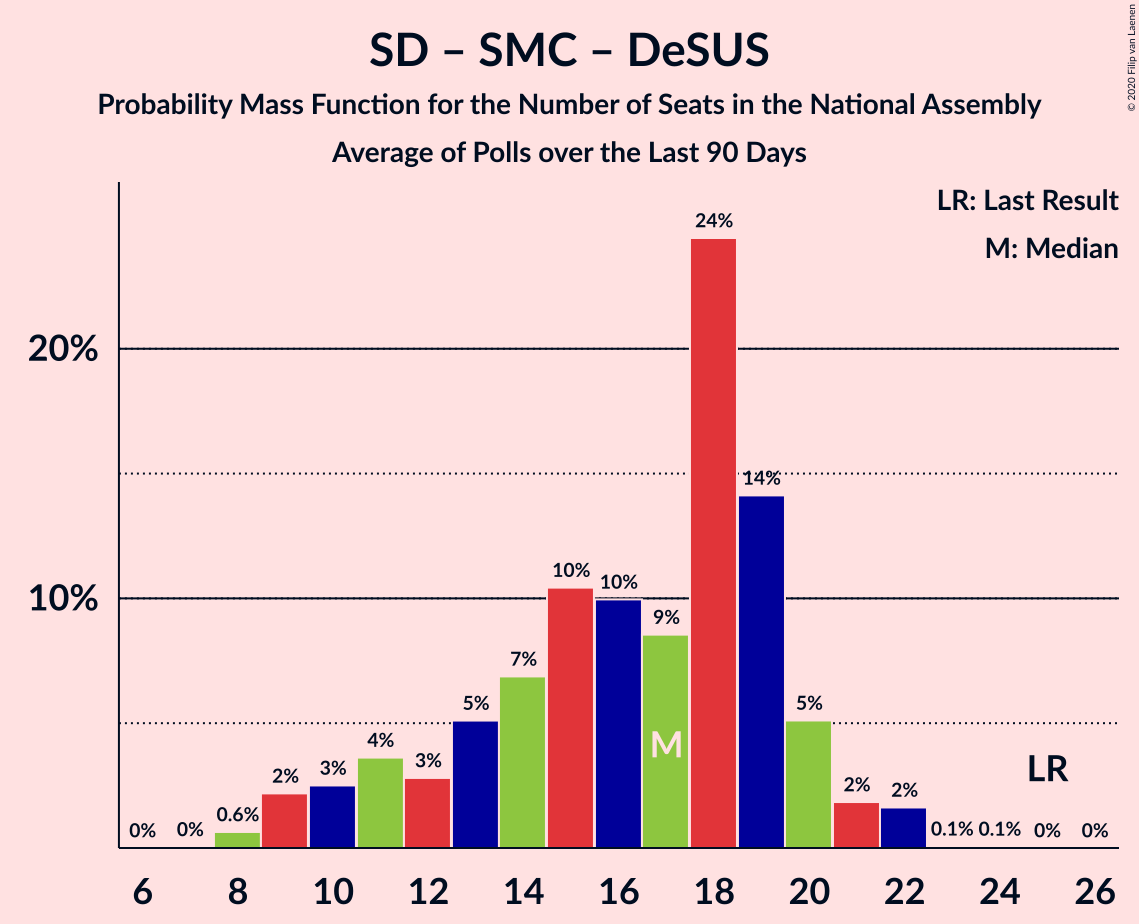 SD – SMC – DeSUS
Probability Mass Function for the Number of Seats in the National Assembly
Average of Polls over the Last 90 Days
© 2020 Filip van Laenen
LR: Last Result
M: Median
24%
20%
14%
10%
10%
10%
9%
7%
5%
5%
4%
3%
3%
2%
2%
2%
0.6%
0%
0%
0.1%
0.1%
0%
0%
M
LR
6 8 10 12 14 16 18 20 22 24 26